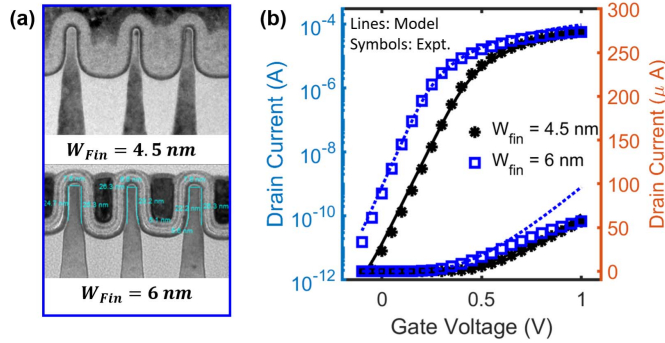 (a)
W_Fin = 4.5 nm
W_Fin = 6 nm
(b)
Lines: Model
Symbols: Expt.
W_fin = 4.5 nm
W_fin = 6 nm
Drain Current (A)
10^-4
10^-6
10^-8
10^-10
10^-12
0
0.5
1
Gate Voltage (V)
300
250
200
150
100
50
0
Drain Current (μ A)